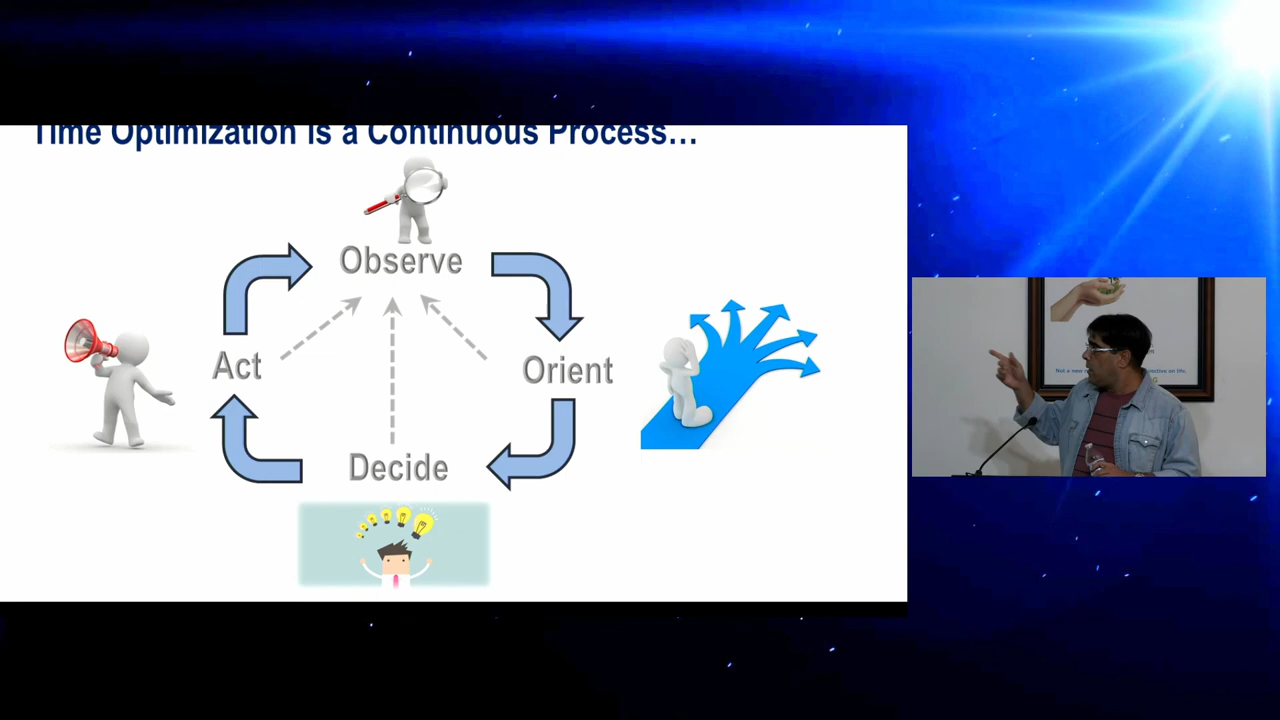 Time Optimization is a Continuous Process...
Observe
Act
Orient
Decide